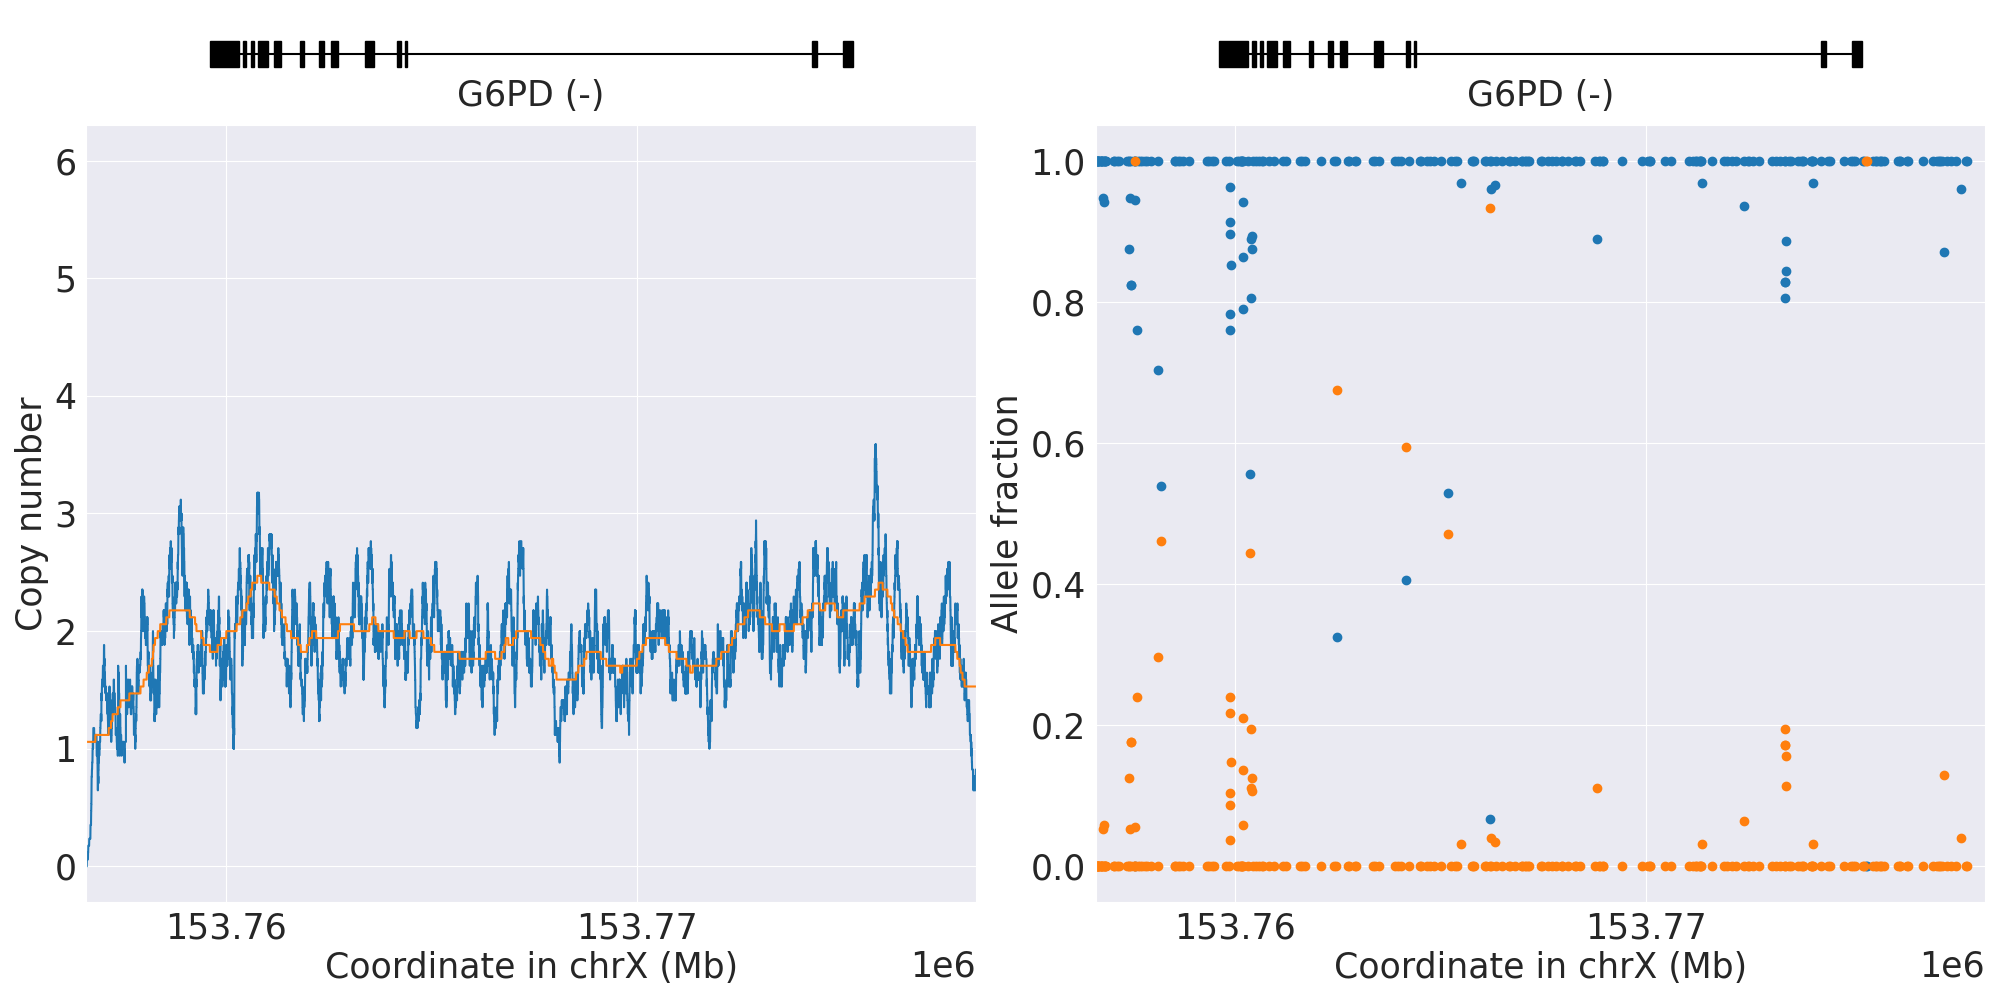 G6PD (-)
6
5
4
3
2
1
0
Copy number
153.76
153.77
Coordinate in chrX (Mb)
1e6
G6PD (-)
1.0
0.8
0.6
0.4
0.2
0.0
Allele fraction
153.76
153.77
Coordinate in chrX (Mb)
1e6